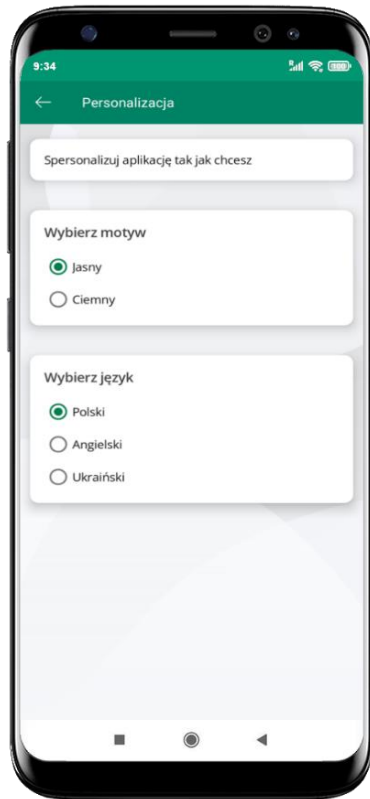 9:34
Personalizacja
Spersonalizuj aplikację tak jak chcesz
Wybierz motyw
Jasny
Ciemny
Wybierz język
Polski
Angielski
Ukraiński